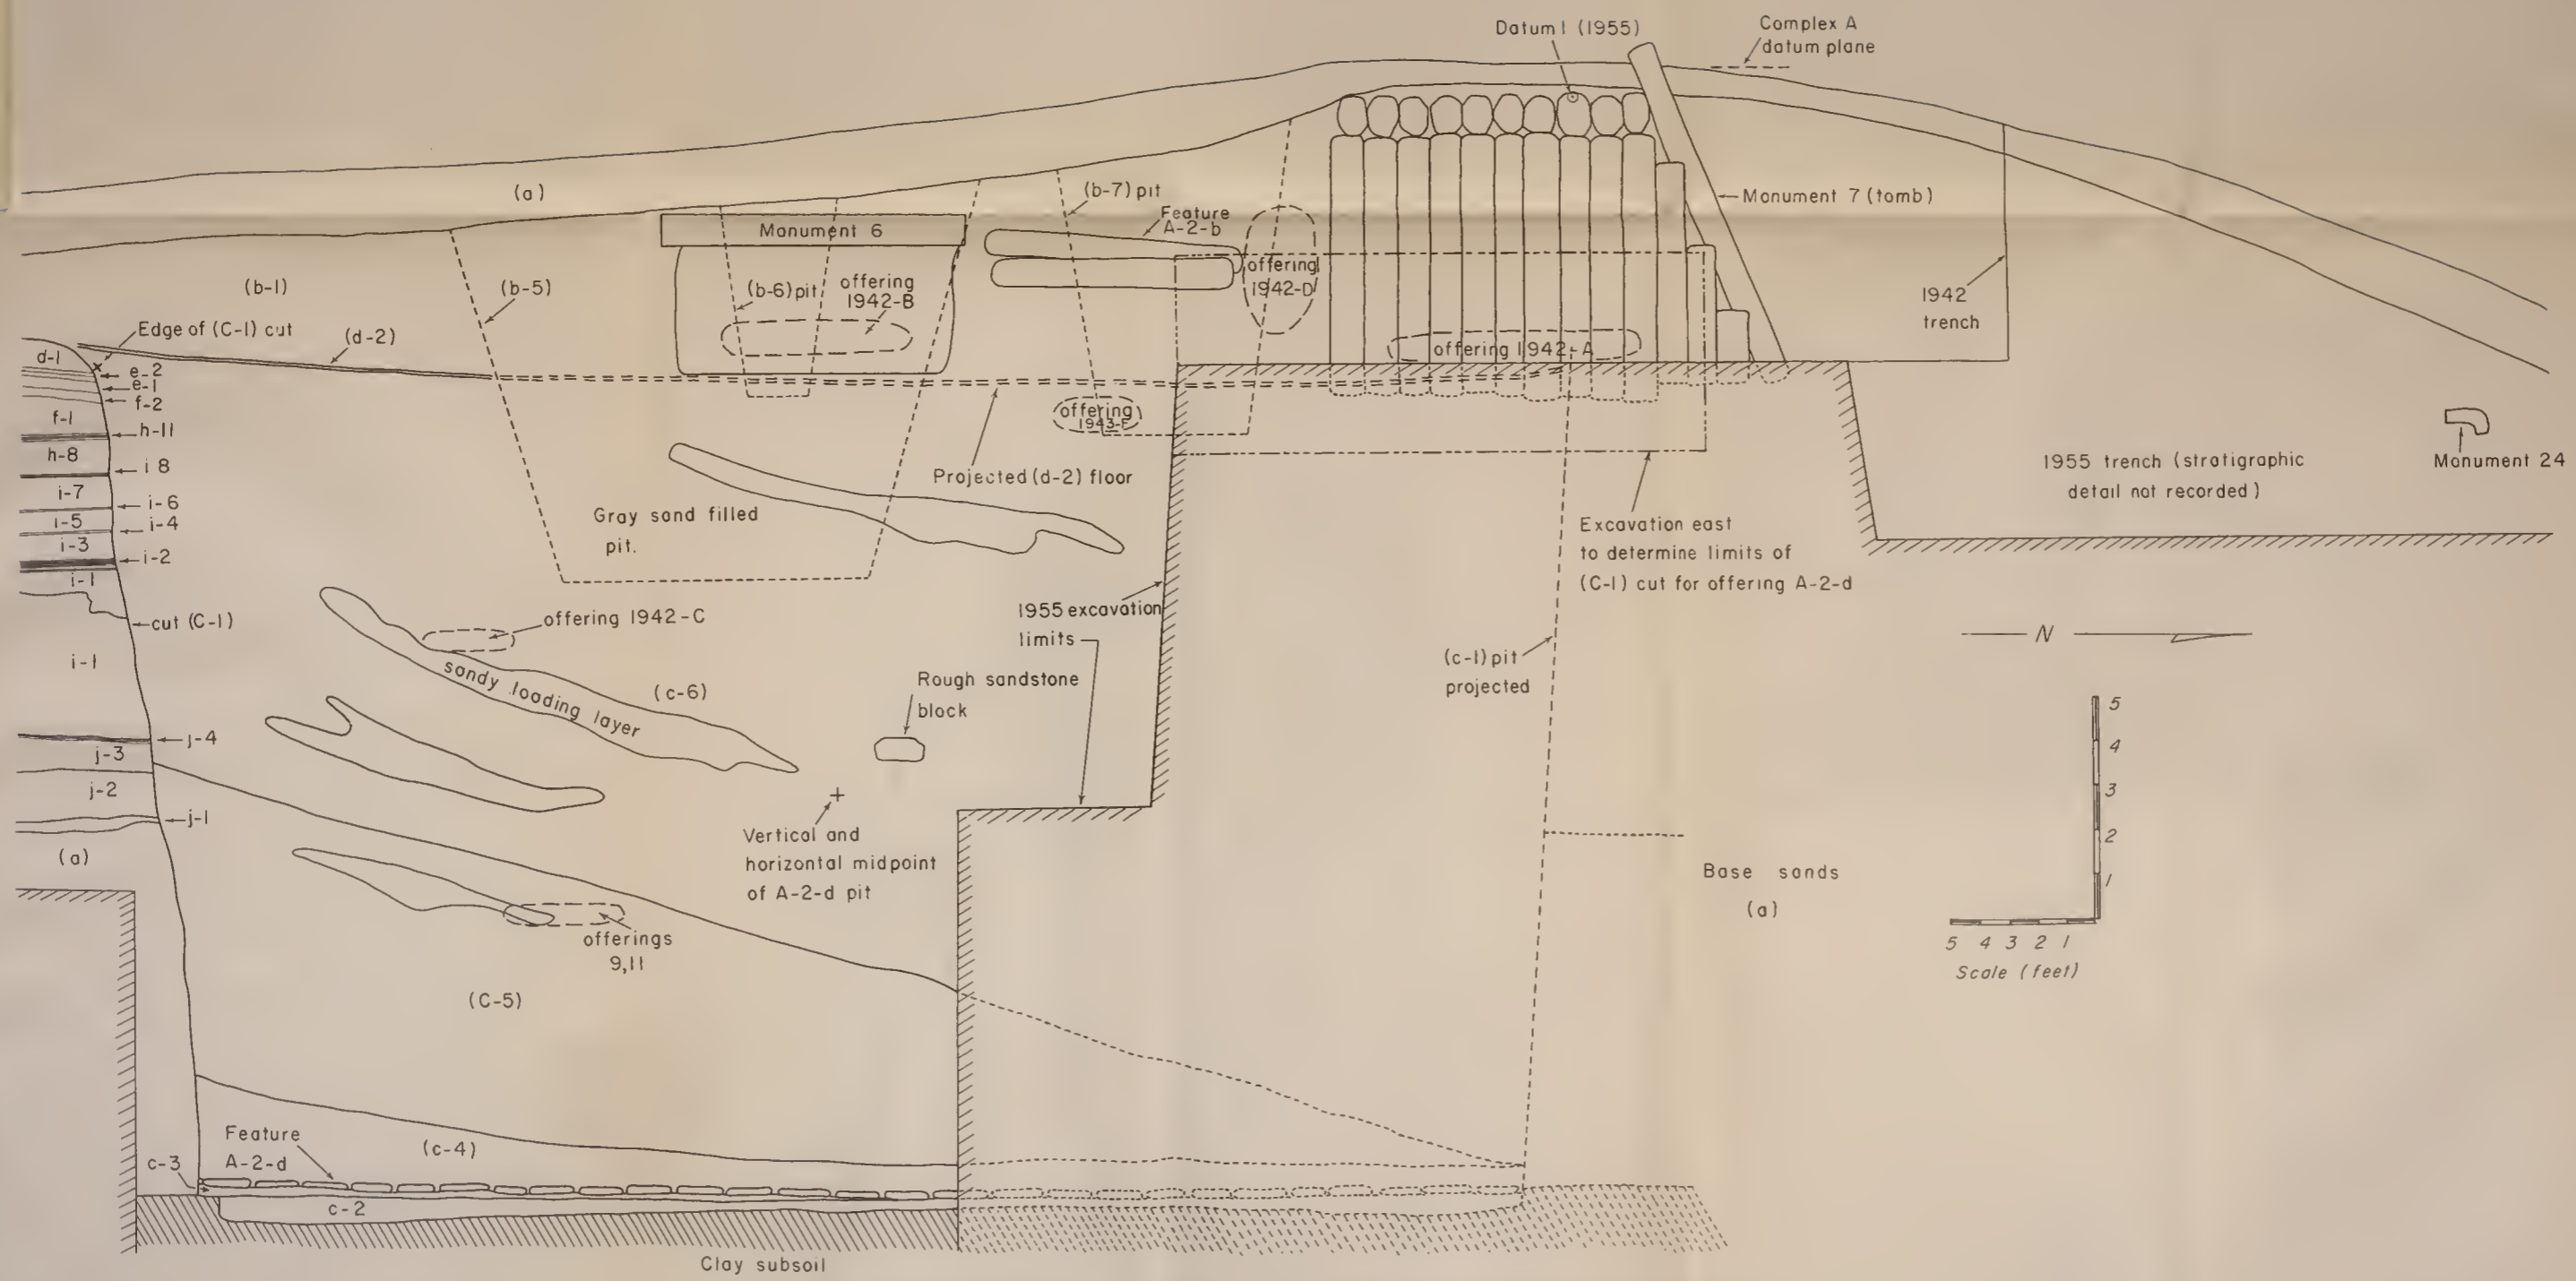 Datum 1 (1955)
Complex A
datum plane
(a)
(b-7) pit
Feature
A-2-b
Monument 7 (tomb)
Monument 6
(b-1)
(b-5)
(b-6) pit
offering
1942-B
offering
1942-D
1942
trench
Edge of (C-1) cut
(d-2)
offering 1942-A
d-1
e-2
e-1
f-2
f-1
h-11
h-8
i 8
i-7
i-6
i-5
i-4
i-3
i-2
i-1
cut (C-1)
i-1
j-4
j-3
j-2
j-1
(a)
offering
1943-F
Projected (d-2) floor
Gray sand filled
pit.
1955 trench (stratigraphic
detail not recorded)
Monument 24
Excavation east
to determine limits of
(C-1) cut for offering A-2-d
offering 1942-C
1955 excavation
limits
sandy loading layer
(c-6)
Rough sandstone
block
(c-1) pit
projected
N
Vertical and
horizontal midpoint
of A-2-d pit
5
4
3
2
1
5 4 3 2 1
Scale (feet)
Base sands
(a)
offerings
9,11
(C-5)
Feature
A-2-d
(c-4)
c-3
c-2
Clay subsoil